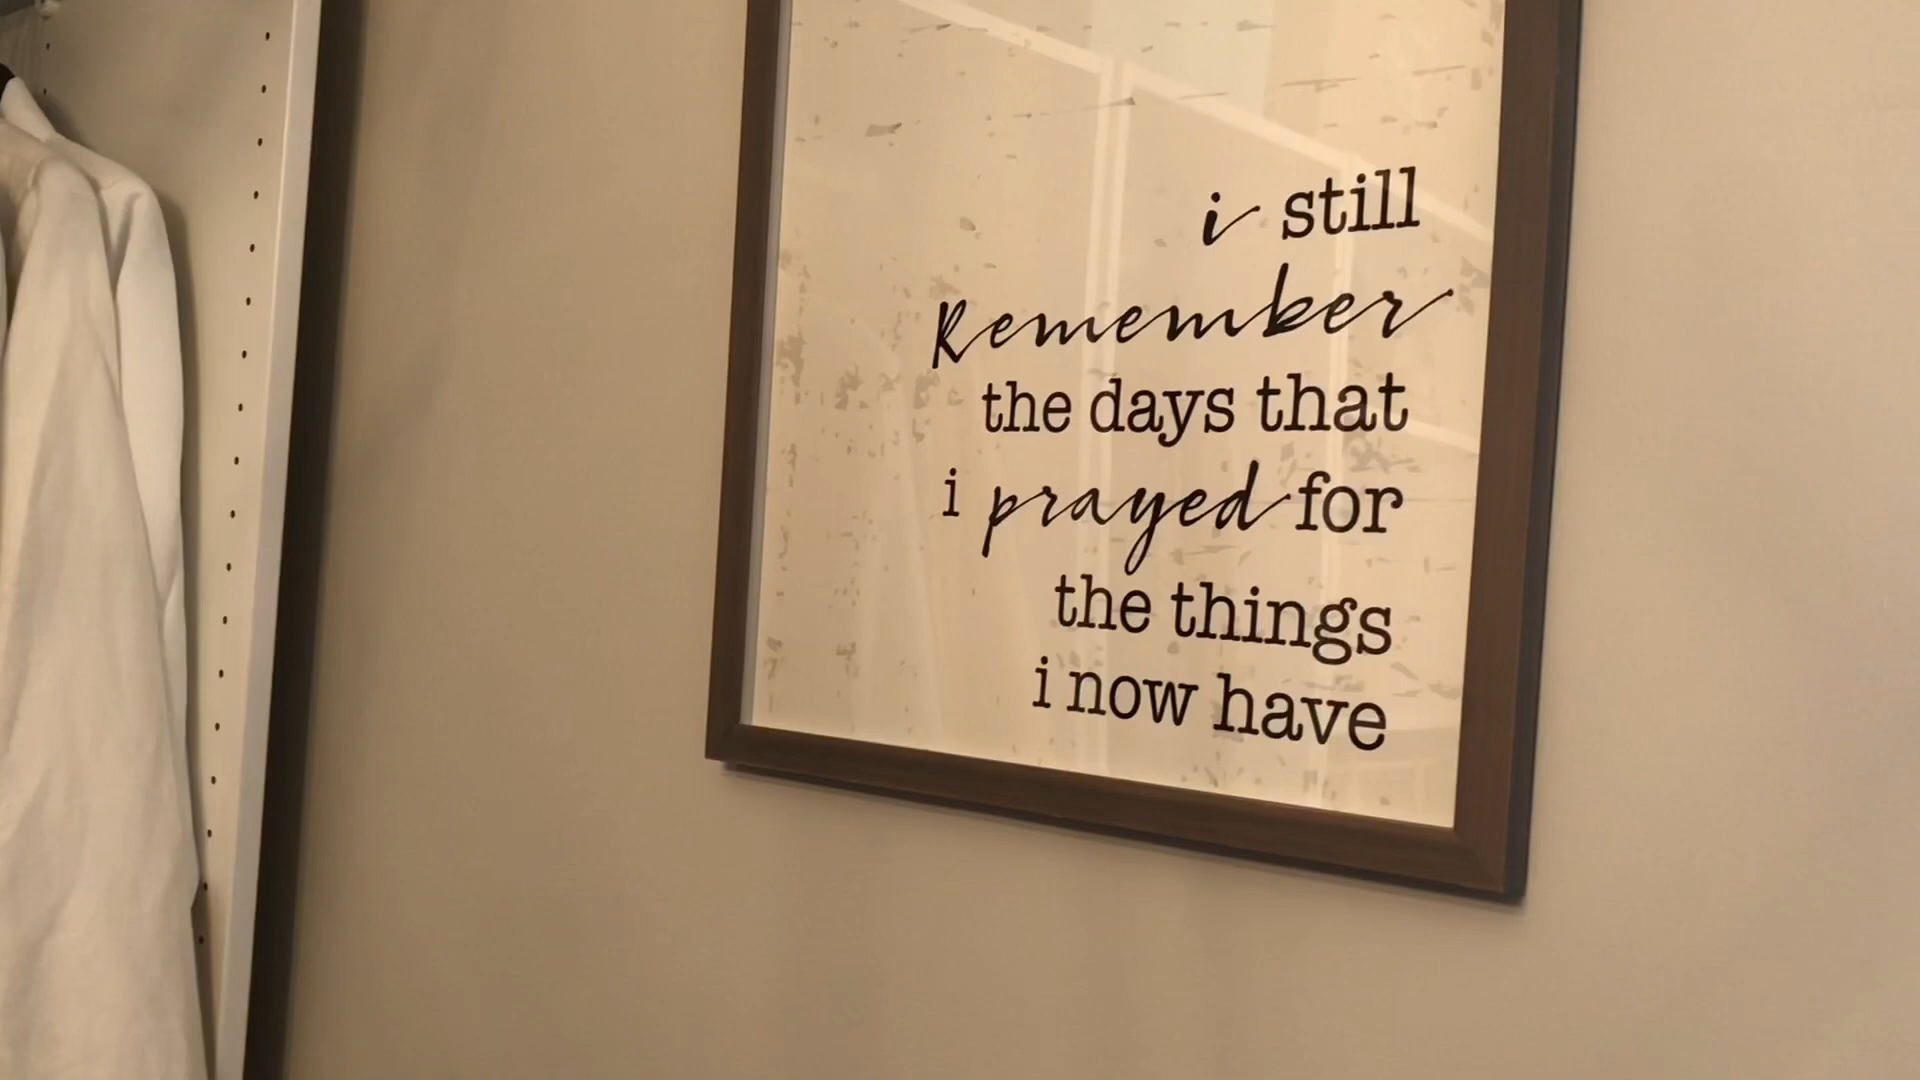 i still
Remember
the days that
i prayed for
the things
i now have